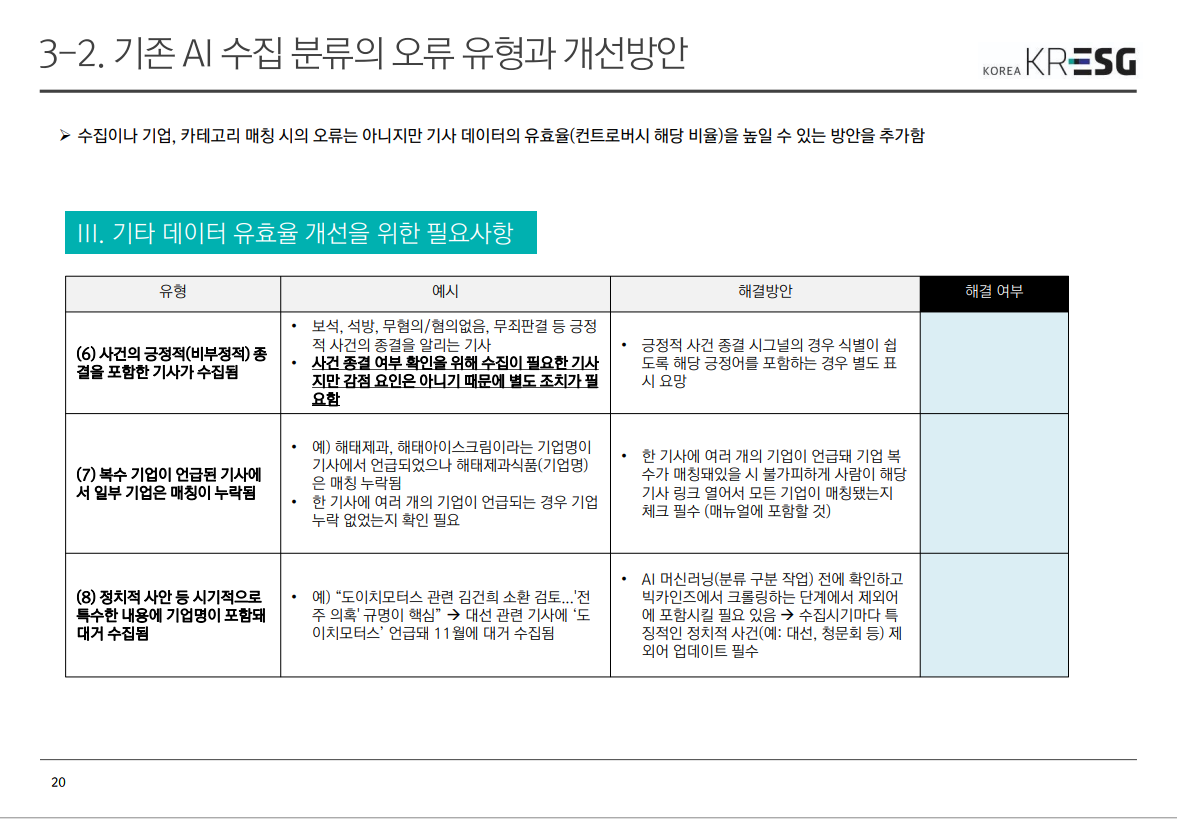 3-2. 기존 AI 수집 분류의 오류 유형과 개선방안
KOREA KRESG
➢ 수집이나 기업, 카테고리 매칭 시의 오류는 아니지만 기사 데이터의 유효율(컨트로버시 해당 비율)을 높일 수 있는 방안을 추가함
III. 기타 데이터 유효율 개선을 위한 필요사항
유형
예시
해결방안
해결 여부
(6) 사건의 긍정적(비부정적) 종
결을 포함한 기사가 수집됨
• 보석, 석방, 무혐의/혐의없음, 무죄판결 등 긍정
적 사건의 종결을 알리는 기사
• 사건 종결 여부 확인을 위해 수집이 필요한 기사
지만 감점 요인은 아니기 때문에 별도 조치가 필
요함
• 긍정적 사건 종결 시그널의 경우 식별이 쉽
도록 해당 긍정어를 포함하는 경우 별도 표
시 요망
(7) 복수 기업이 언급된 기사에
서 일부 기업은 매칭이 누락됨
• 예) 해태제과, 해태아이스크림이라는 기업명이
기사에서 언급되었으나 해태제과식품(기업명)
은 매칭 누락됨
• 한 기사에 여러 개의 기업이 언급되는 경우 기업
누락 없었는지 확인 필요
• 한 기사에 여러 개의 기업이 언급돼 기업 복
수가 매칭돼있을 시 불가피하게 사람이 해당
기사 링크 열어서 모든 기업이 매칭됐는지
체크 필수 (매뉴얼에 포함할 것)
(8) 정치적 사안 등 시기적으로
특수한 내용에 기업명이 포함돼
대거 수집됨
• 예) “도이치모터스 관련 김건희 소환 검토...'전
주 의혹' 규명이 핵심” → 대선 관련 기사에 ‘도
이치모터스’ 언급돼 11월에 대거 수집됨
• AI 머신러닝(분류 구분 작업) 전에 확인하고
빅카인즈에서 크롤링하는 단계에서 제외어
에 포함시킬 필요 있음 → 수집시기마다 특
징적인 정치적 사건(예: 대선, 청문회 등) 제
외어 업데이트 필수
20